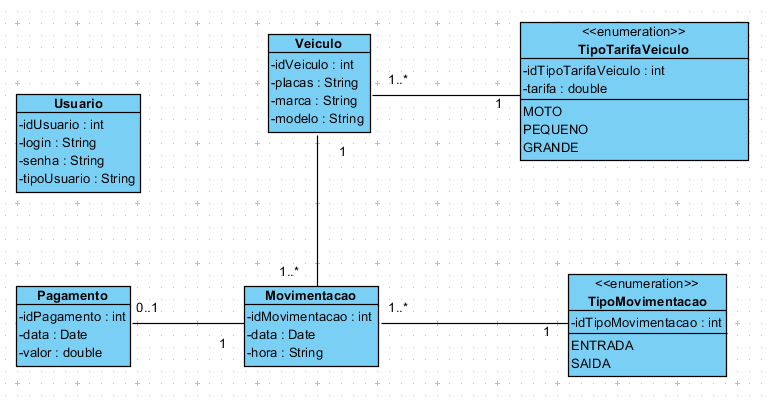 Veiculo
-idVeiculo : int
-placas : String
-marca : String
-modelo : String
1..*
1
<<enumeration>>
TipoTarifaVeiculo
-idTipoTarifaVeiculo : int
-tarifa : double
MOTO
PEQUENO
GRANDE
Usuario
-idUsuario : int
-login : String
-senha : String
-tipoUsuario : String
1
1..*
Pagamento
-idPagamento : int
-data : Date
-valor : double
0..1
1
Movimentacao
-idMovimentacao : int
-data : Date
-hora : String
1..*
1
<<enumeration>>
TipoMovimentacao
-idTipoMovimentacao : int
ENTRADA
SAIDA